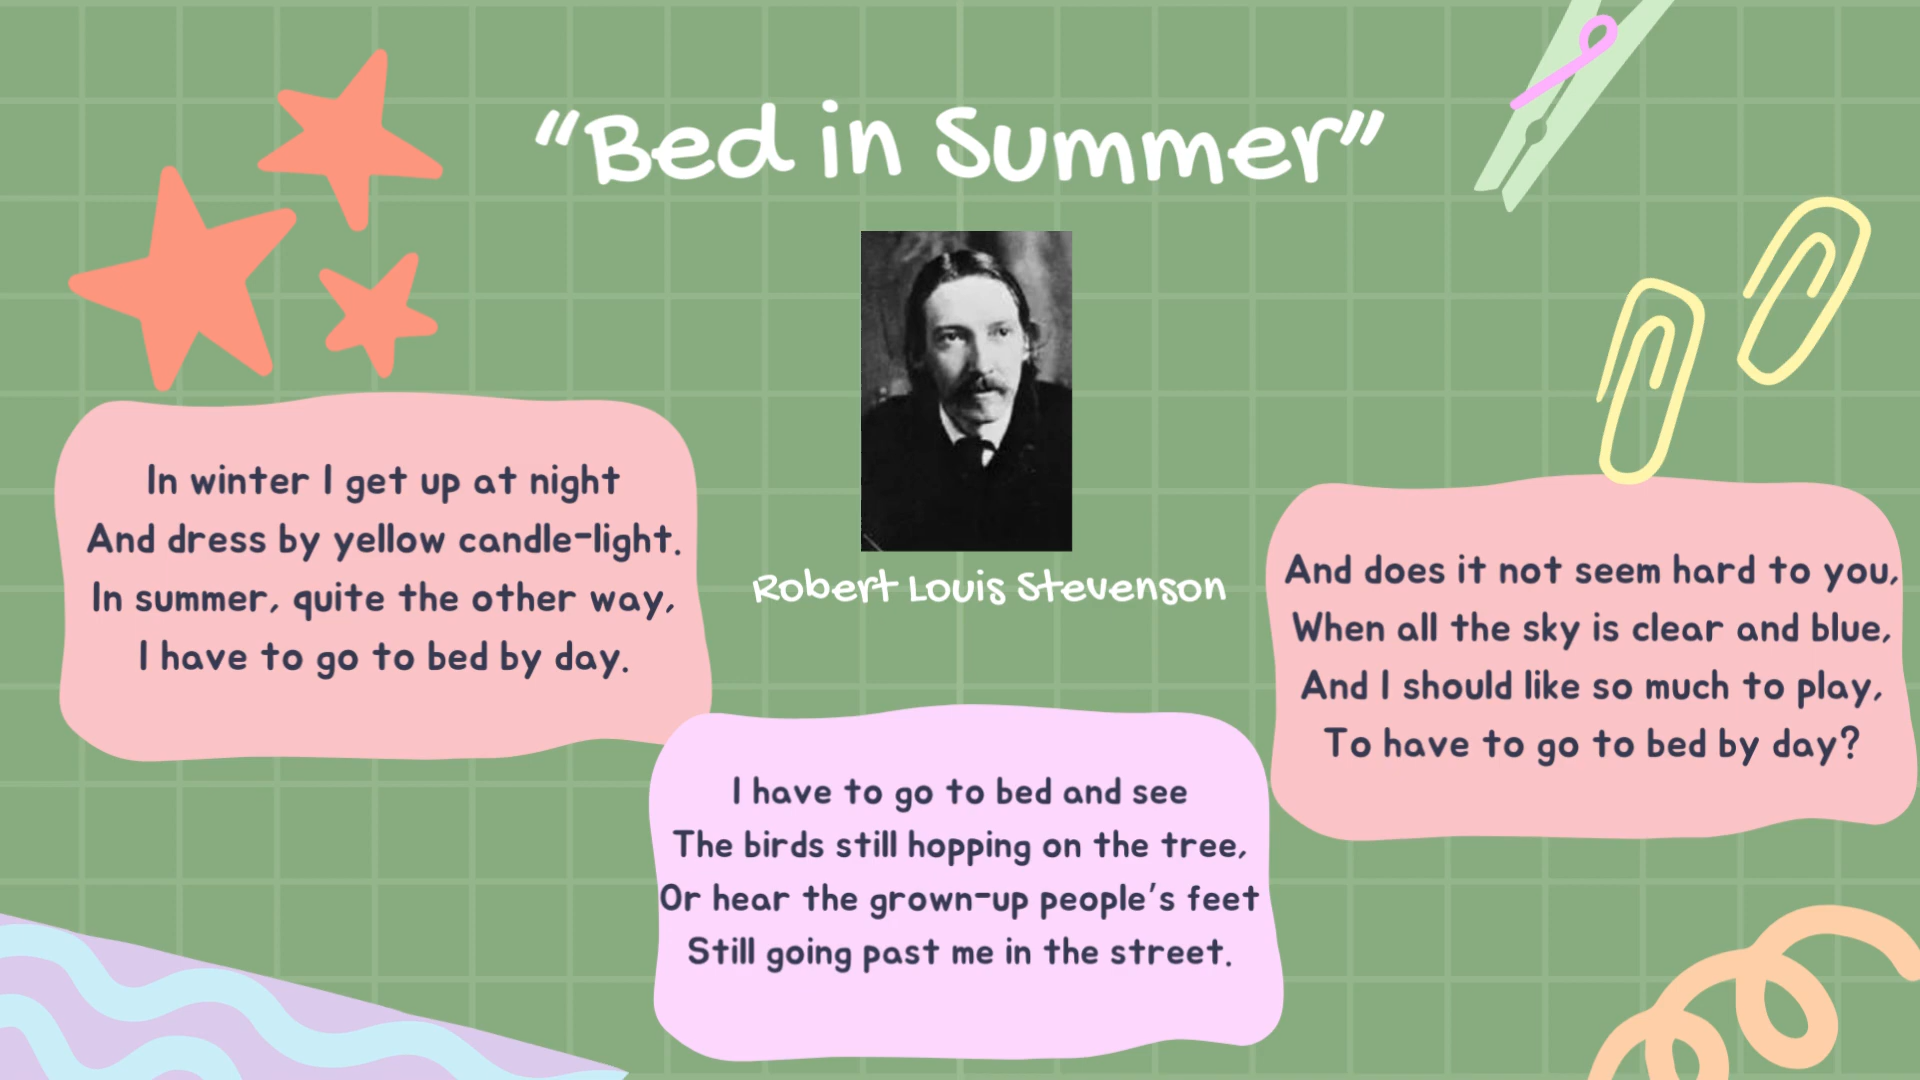 “Bed in Summer”
Robert Louis Stevenson
In winter I get up at night
And dress by yellow candle-light.
In summer, quite the other way,
I have to go to bed by day.
I have to go to bed and see
The birds still hopping on the tree,
Or hear the grown-up people’s feet
Still going past me in the street.
And does it not seem hard to you,
When all the sky is clear and blue,
And I should like so much to play,
To have to go to bed by day?